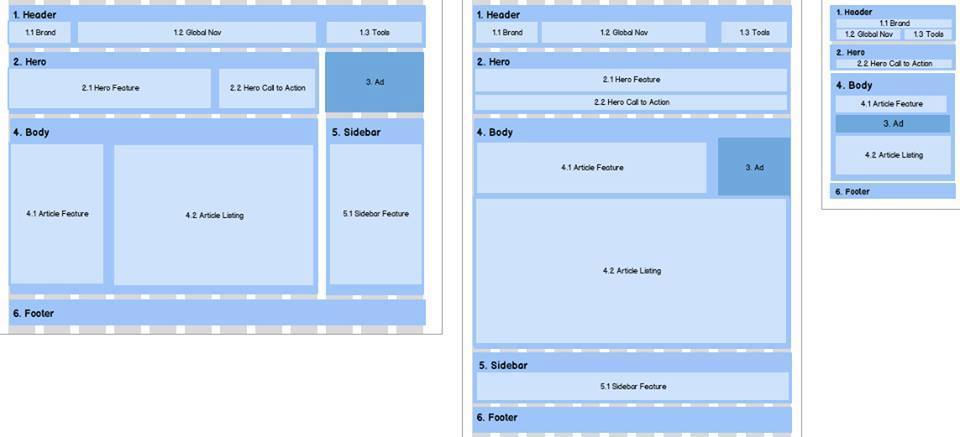 1. Header
1.1 Brand
1.2 Global Nav
1.3 Tools
2. Hero
2.1 Hero Feature
2.2 Hero Call to Action
3. Ad
4. Body
4.1 Article Feature
4.2 Article Listing
5. Sidebar
5.1 Sidebar Feature
6. Footer
1. Header
1.1 Brand
1.2 Global Nav
1.3 Tools
2. Hero
2.1 Hero Feature
2.2 Hero Call to Action
4. Body
4.1 Article Feature
3. Ad
4.2 Article Listing
5. Sidebar
5.1 Sidebar Feature
6. Footer
1. Header
1.1 Brand
1.2 Global Nav
1.3 Tools
2. Hero
2.2 Hero Call to Action
4. Body
4.1 Article Feature
3. Ad
4.2 Article Listing
6. Footer